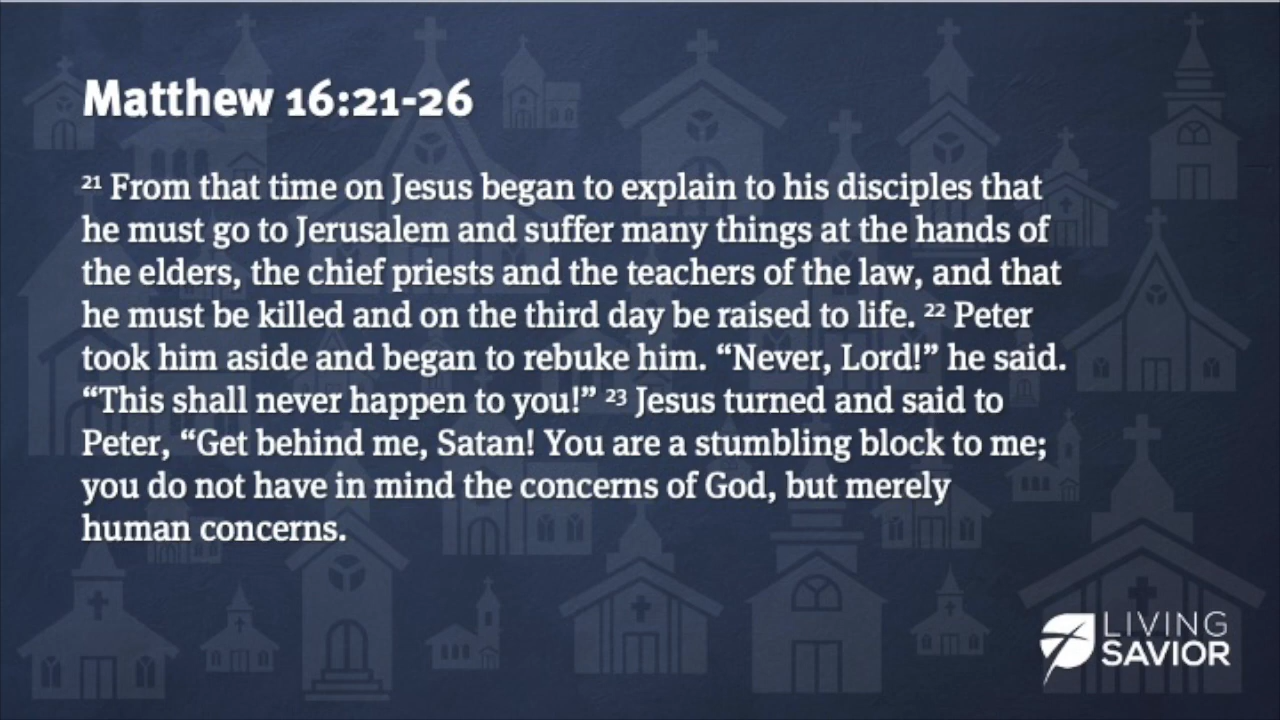 Matthew 16:21-26
²¹ From that time on Jesus began to explain to his disciples that
he must go to Jerusalem and suffer many things at the hands of
the elders, the chief priests and the teachers of the law, and that
he must be killed and on the third day be raised to life. ²² Peter
took him aside and began to rebuke him. “Never, Lord!” he said.
“This shall never happen to you!” ²³ Jesus turned and said to
Peter, “Get behind me, Satan! You are a stumbling block to me;
you do not have in mind the concerns of God, but merely
human concerns.
LIVING
SAVIOR